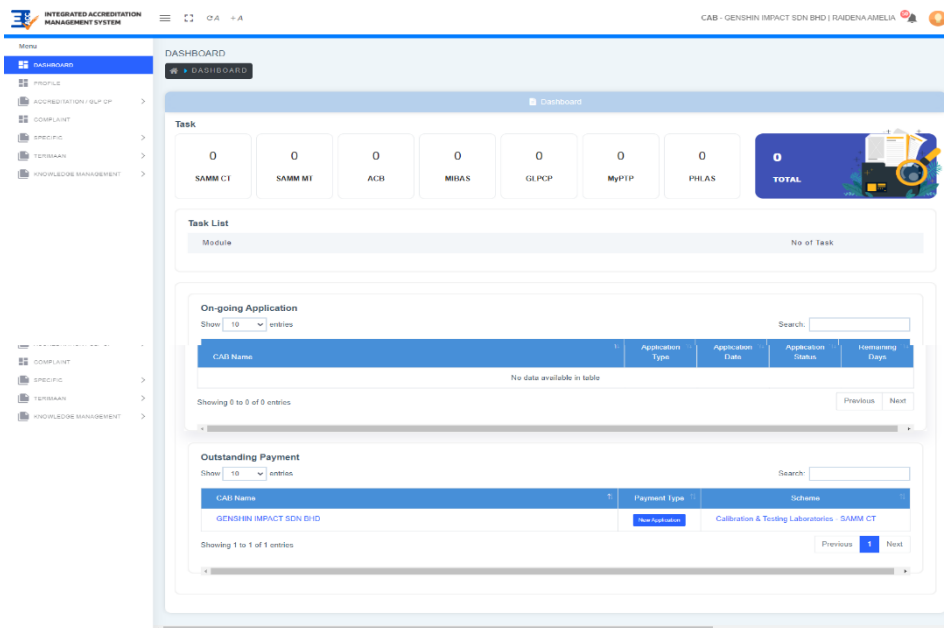 INTEGRATED ACCREDITATION
MANAGEMENT SYSTEM
CAB - GENSHIN IMPACT SDN BHD | RAIDENA AMELIA
Menu
DASHBOARD
PROFILE
ACCREDITATION / GLP CP
COMPLAINT
SPECIFIC
TERIMAAN
KNOWLEDGE MANAGEMENT
COMPLAINT
SPECIFIC
TERIMAAN
KNOWLEDGE MANAGEMENT
DASHBOARD
DASHBOARD
Dashboard
Task
0 0 0 0 0 0 0 0
SAMM CT SAMM MT ACB MIBAS GLPCP MyPTP PHLAS TOTAL
Task List
Module No of Task
On-going Application
Show 10 entries Search:
CAB Name Application Type Application Date Application Status Remaining Days
No data available in table
Showing 0 to 0 of 0 entries Previous Next
Outstanding Payment
Show 10 entries Search:
CAB Name Payment Type Scheme
GENSHIN IMPACT SDN BHD New Application Calibration & Testing Laboratories - SAMM CT
Showing 1 to 1 of 1 entries Previous 1 Next